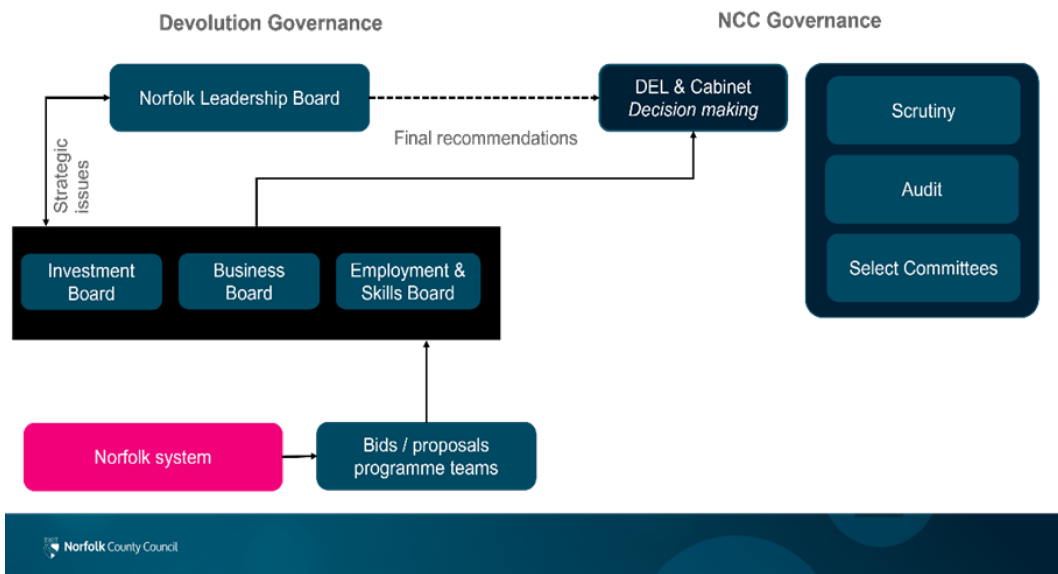 Devolution Governance
NCC Governance
Norfolk Leadership Board
DEL & Cabinet
Decision making
Scrutiny
Final recommendations
Strategic
issues
Audit
Investment
Board
Business
Board
Employment &
Skills Board
Select Committees
Norfolk system
Bids / proposals
programme teams
Norfolk County Council